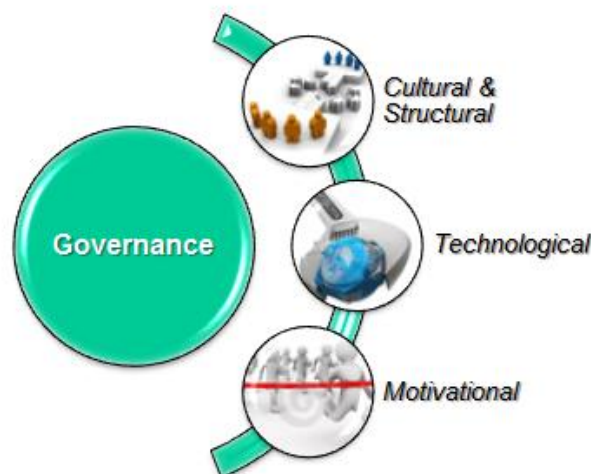 Cultural &
Structural
Governance
Technological
Motivational